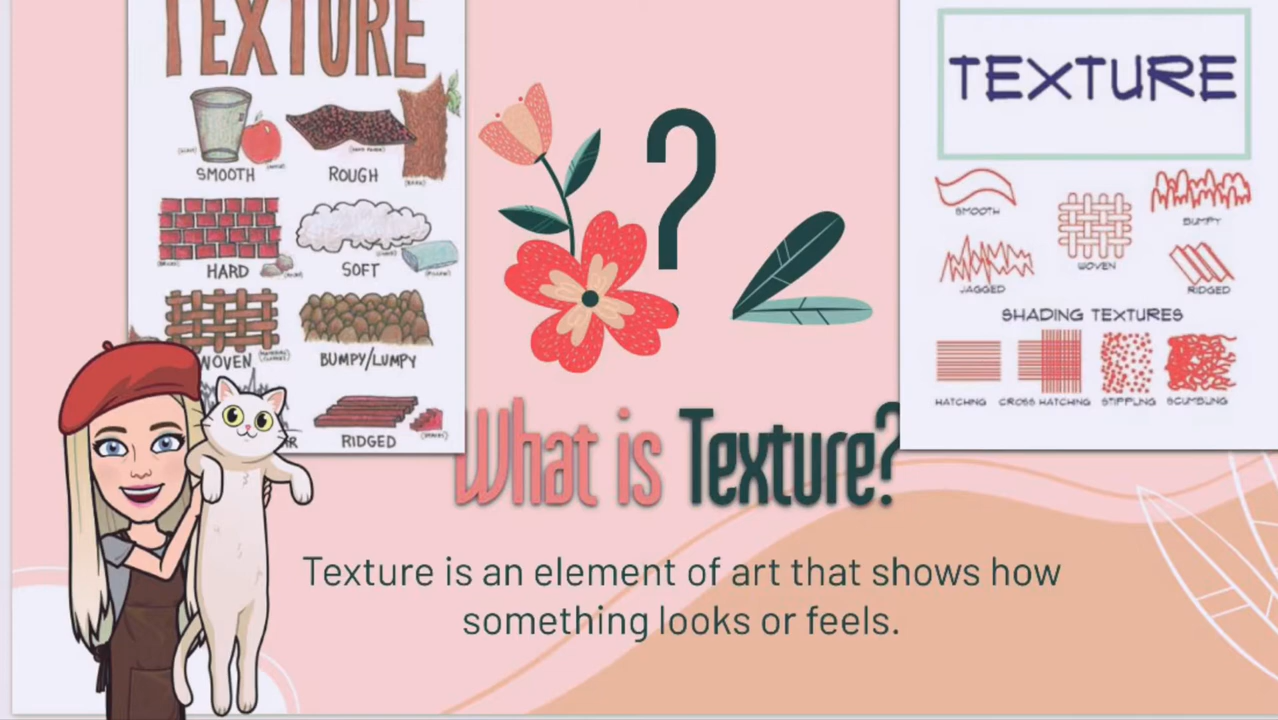 TEXTURE
SMOOTH
ROUGH
(BARK)
HARD
SOFT
WOVEN
BUMPY/LUMPY
RIDGED
TEXTURE
SMOOTH
WOVEN
BUMPY
JAGGED
RIDGED
SHADING TEXTURES
HATCHING
CROSS HATCHING
STIPPLING
SCUMBLING
?
What is Texture?
Texture is an element of art that shows how
something looks or feels.